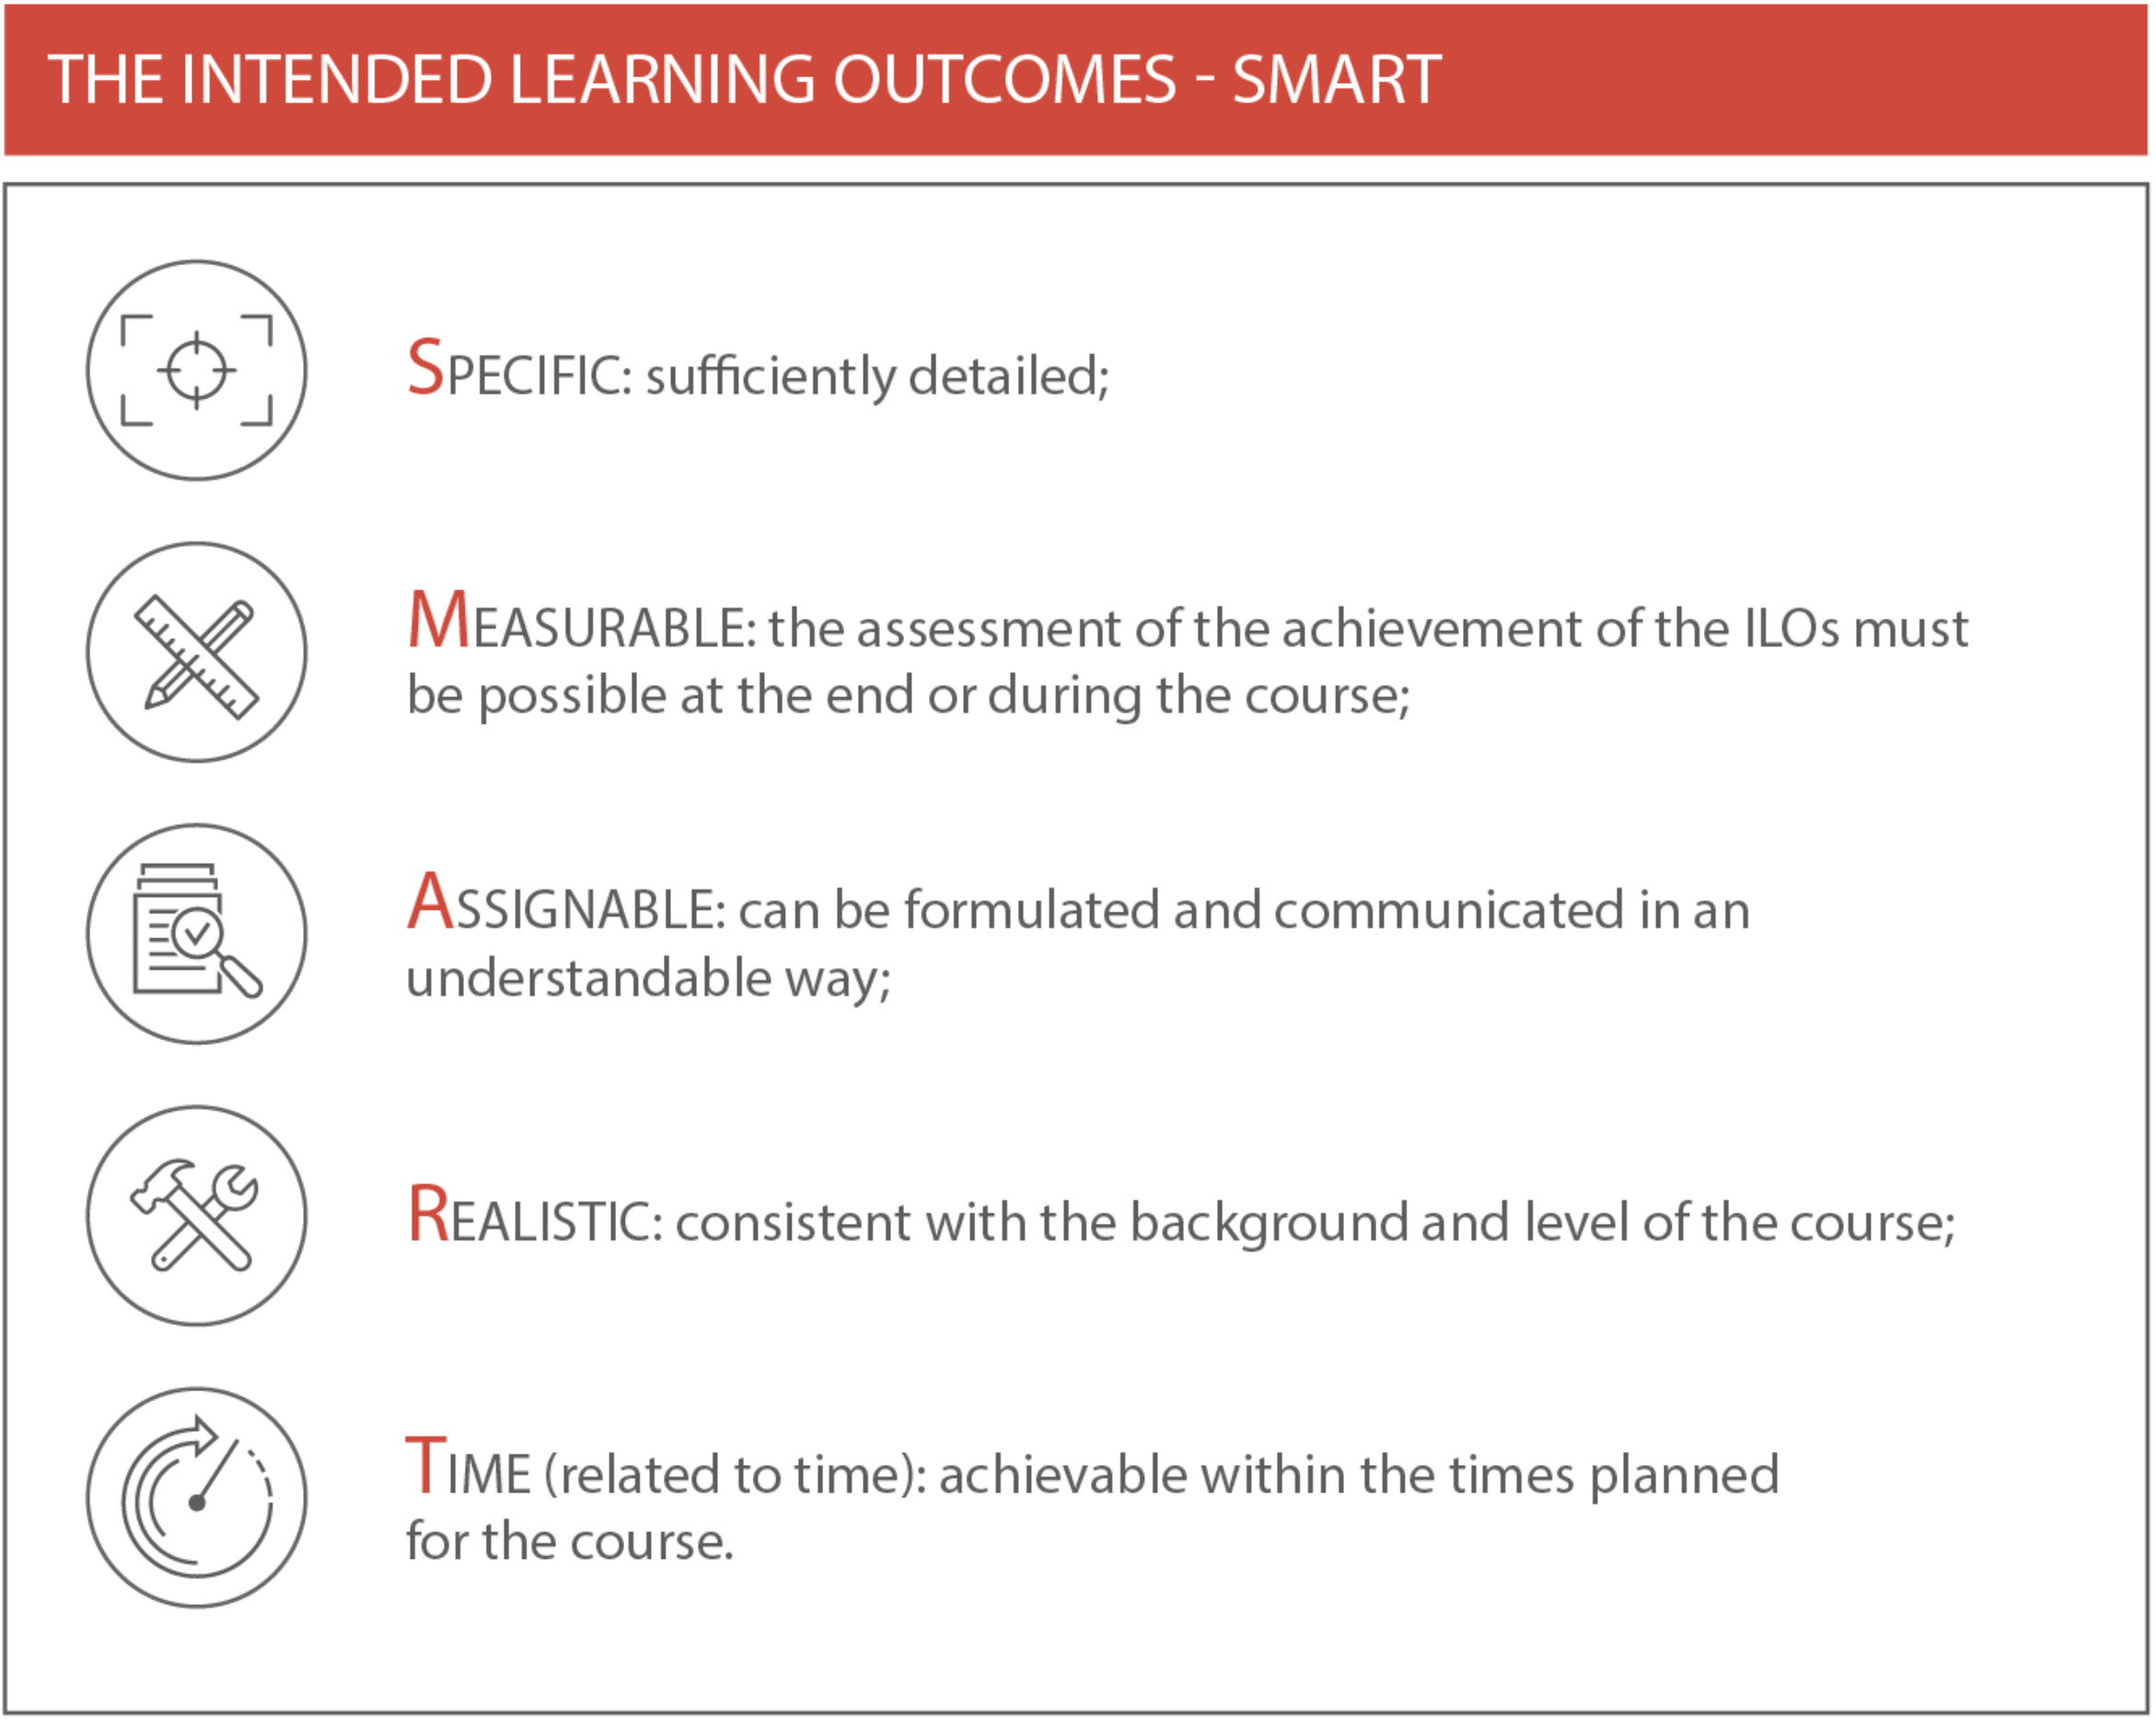 THE INTENDED LEARNING OUTCOMES - SMART
SPECIFIC: sufficiently detailed;
MEASURABLE: the assessment of the achievement of the ILOs must
be possible at the end or during the course;
ASSIGNABLE: can be formulated and communicated in an
understandable way;
REALISTIC: consistent with the background and level of the course;
TIME (related to time): achievable within the times planned
for the course.